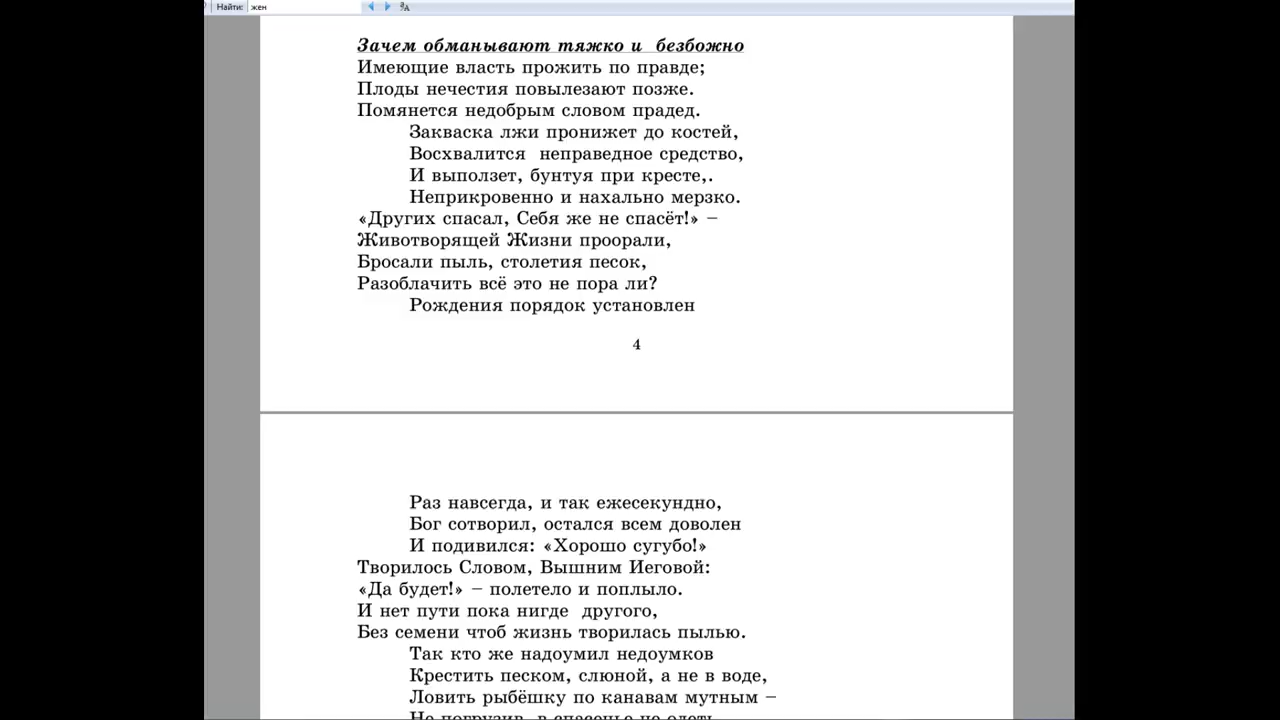 Найти: жен
Зачем обманывают тяжко и безбожно
Имеющие власть прожить по правде;
Плоды нечестия повылезают позже.
Помянется недобрым словом прадед.
Закваска лжи пронижет до костей,
Восхвалится неправедное средство,
И выползет, бунтуя при кресте,.
Неприкровенно и нахально мерзко.
«Других спасал, Себя же не спасёт!» –
Животворящей Жизни проорали,
Бросали пыль, столетия песок,
Разоблачить всё это не пора ли?
Рождения порядок установлен
4
Раз навсегда, и так ежесекундно,
Бог сотворил, остался всем доволен
И подивился: «Хорошо сугубо!»
Творилось Словом, Вышним Иеговой:
«Да будет!» – полетело и поплыло.
И нет пути пока нигде другого,
Без семени чтоб жизнь творилась пылью.
Так кто же надоумил недоумков
Крестить песком, слюной, а не в воде,
Ловить рыбёшку по канавам мутным –
Не погрузив, в спасенье не одеть